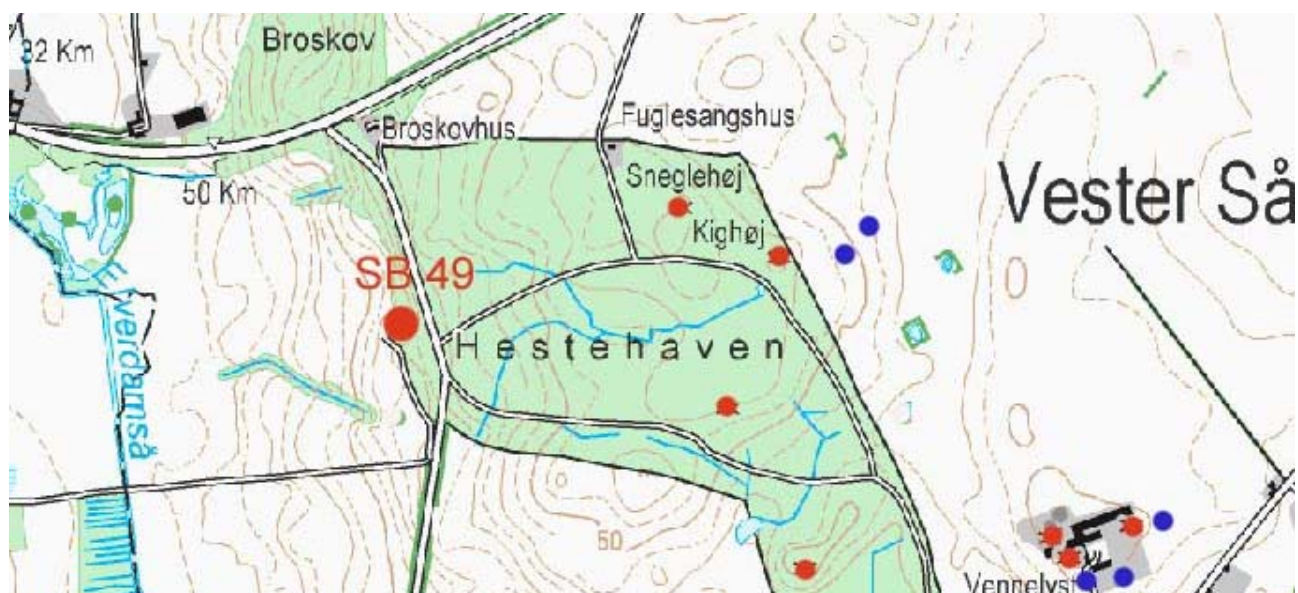 32 Km
Broskov
Broskovhus
Fuglesangshus
50 Km
Sneglehøj
Vester Så
Kighøj
SB 49
Hestehaven
50
Vennelyst